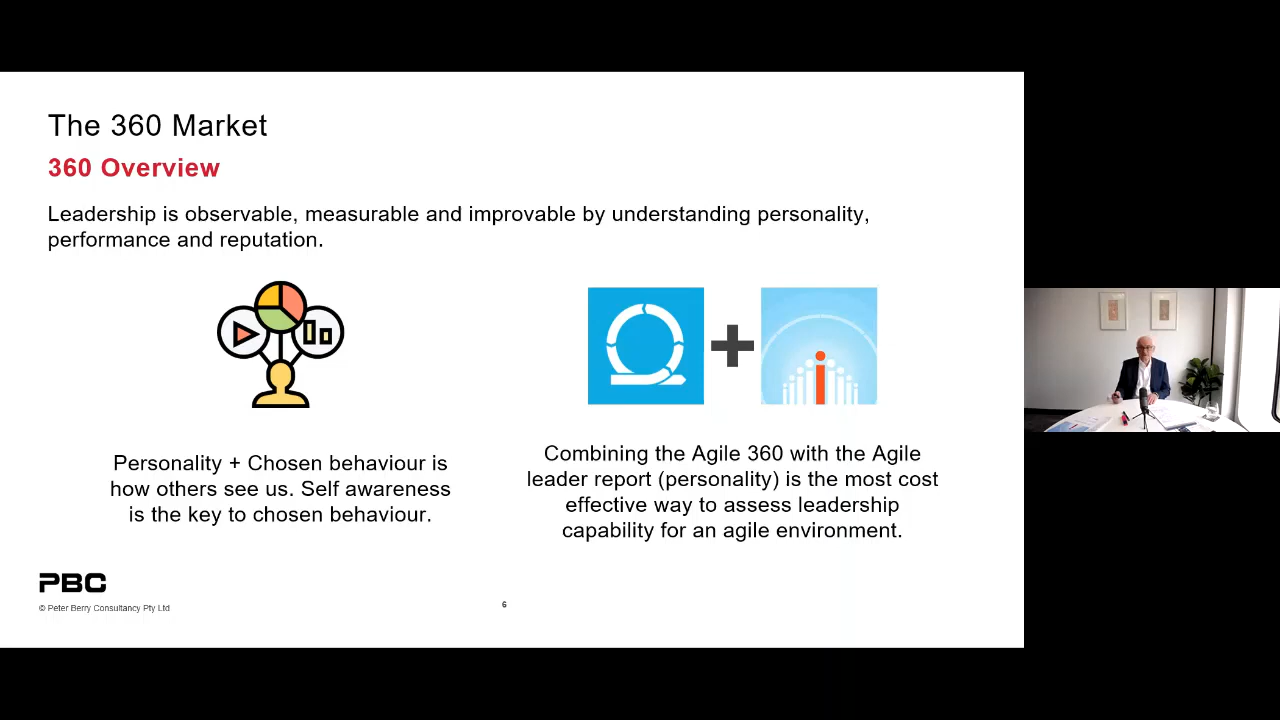 The 360 Market
360 Overview
Leadership is observable, measurable and improvable by understanding personality,
performance and reputation.
Personality + Chosen behaviour is
how others see us. Self awareness
is the key to chosen behaviour.
Combining the Agile 360 with the Agile
leader report (personality) is the most cost
effective way to assess leadership
capability for an agile environment.
PBC
© Peter Berry Consultancy Pty Ltd
6